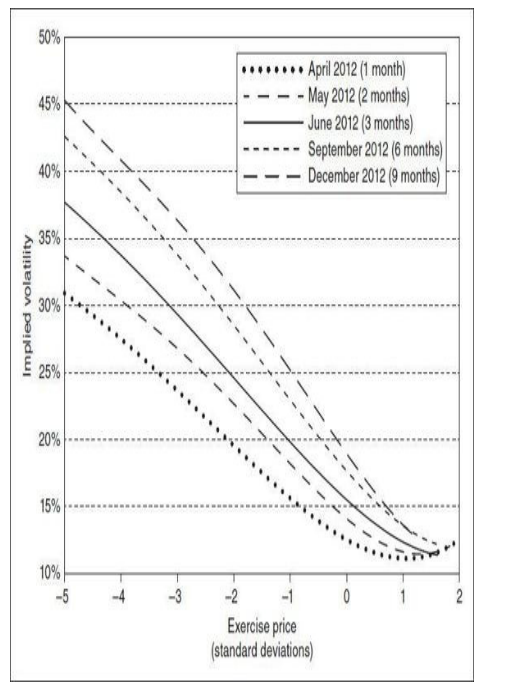 50%
45%
40%
35%
30%
25%
20%
15%
10%
Implied volatility
April 2012 (1 month)
May 2012 (2 months)
June 2012 (3 months)
September 2012 (6 months)
December 2012 (9 months)
–5 –4 –3 –2 –1 0 1 2
Exercise price
(standard deviations)